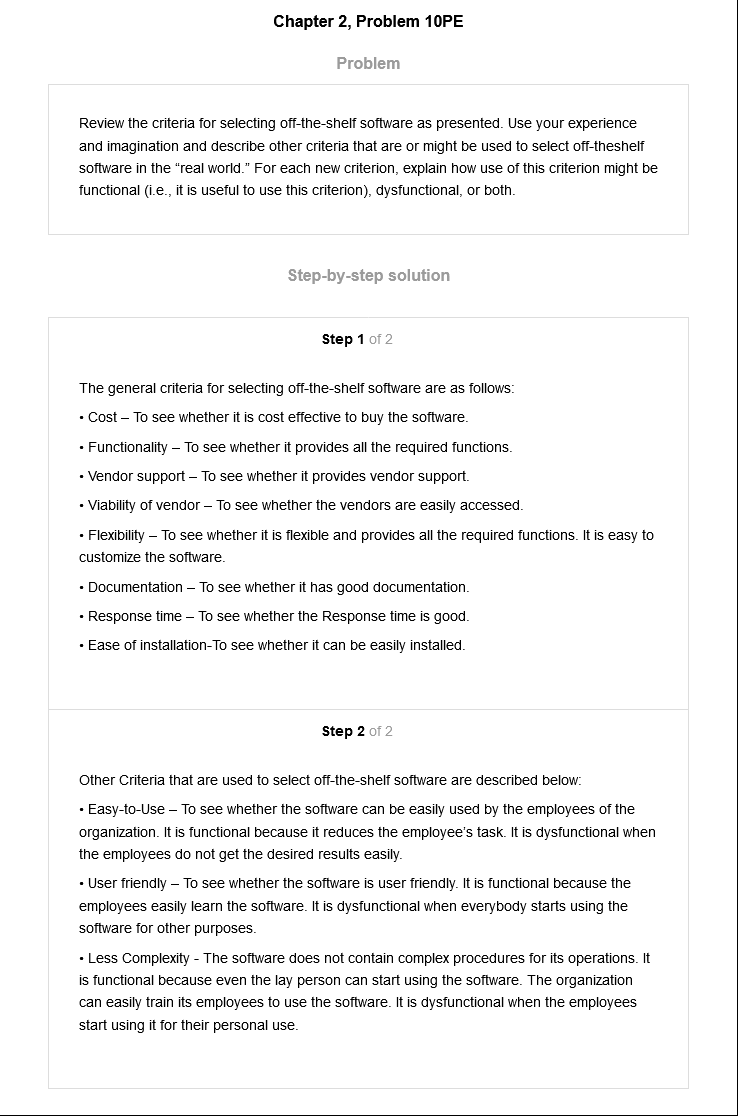 Chapter 2, Problem 10PE
Problem
Review the criteria for selecting off-the-shelf software as presented. Use your experience
and imagination and describe other criteria that are or might be used to select off-theshelf
software in the “real world.” For each new criterion, explain how use of this criterion might be
functional (i.e., it is useful to use this criterion), dysfunctional, or both.
Step-by-step solution
Step 1 of 2
The general criteria for selecting off-the-shelf software are as follows:
• Cost – To see whether it is cost effective to buy the software.
• Functionality – To see whether it provides all the required functions.
• Vendor support – To see whether it provides vendor support.
• Viability of vendor – To see whether the vendors are easily accessed.
• Flexibility – To see whether it is flexible and provides all the required functions. It is easy to
customize the software.
• Documentation – To see whether it has good documentation.
• Response time – To see whether the Response time is good.
• Ease of installation-To see whether it can be easily installed.
Step 2 of 2
Other Criteria that are used to select off-the-shelf software are described below:
• Easy-to-Use – To see whether the software can be easily used by the employees of the
organization. It is functional because it reduces the employee’s task. It is dysfunctional when
the employees do not get the desired results easily.
• User friendly – To see whether the software is user friendly. It is functional because the
employees easily learn the software. It is dysfunctional when everybody starts using the
software for other purposes.
• Less Complexity - The software does not contain complex procedures for its operations. It
is functional because even the lay person can start using the software. The organization
can easily train its employees to use the software. It is dysfunctional when the employees
start using it for their personal use.